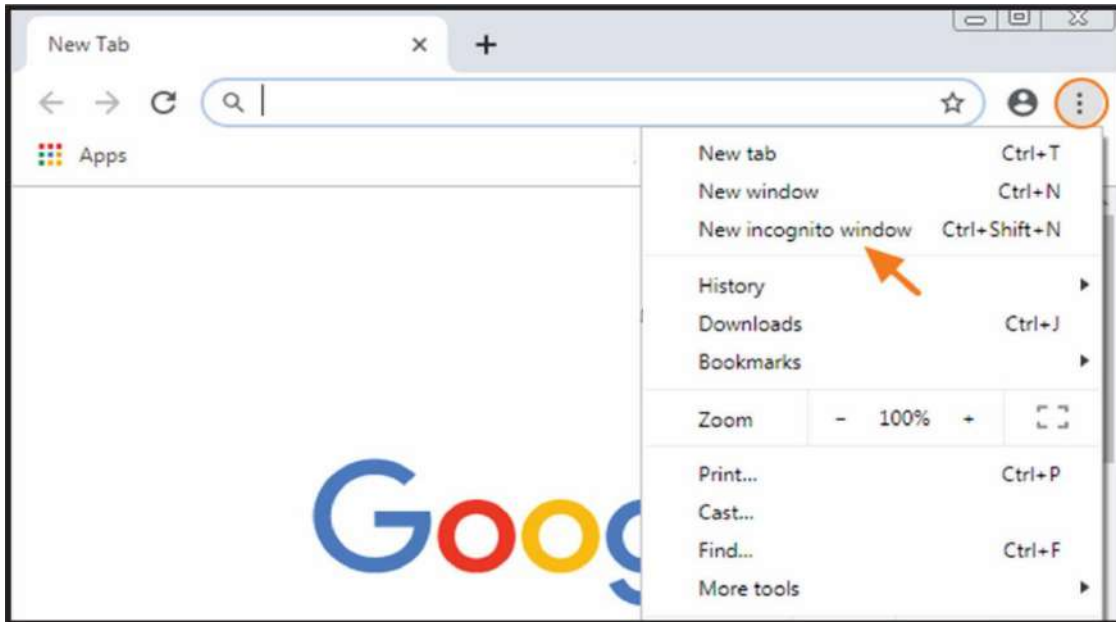 New Tab
Apps
New tab Ctrl+T
New window Ctrl+N
New incognito window Ctrl+Shift+N
History
Downloads Ctrl+J
Bookmarks
Zoom - 100% +
Print... Ctrl+P
Cast...
Find... Ctrl+F
More tools
Goog